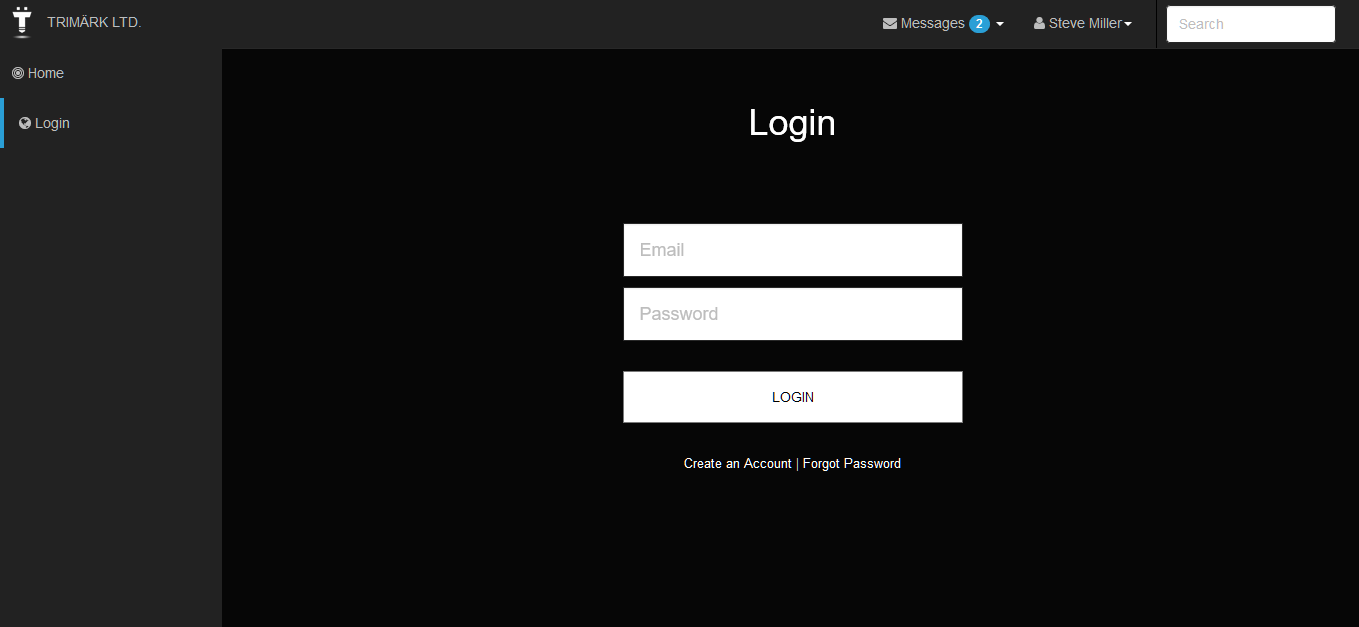 TRIMÄRK LTD.
Messages 2
Steve Miller
Search
Home
Login
Login
Email
Password
LOGIN
Create an Account | Forgot Password